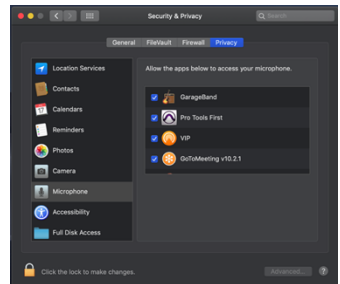 Security & Privacy
Search
General FileVault Firewall Privacy
Location Services
Contacts
Calendars
Reminders
Photos
Camera
Microphone
Accessibility
Full Disk Access
Allow the apps below to access your microphone.
GarageBand
Pro Tools First
VIP
GoToMeeting v10.2.1
Click the lock to make changes.
Advanced...
?